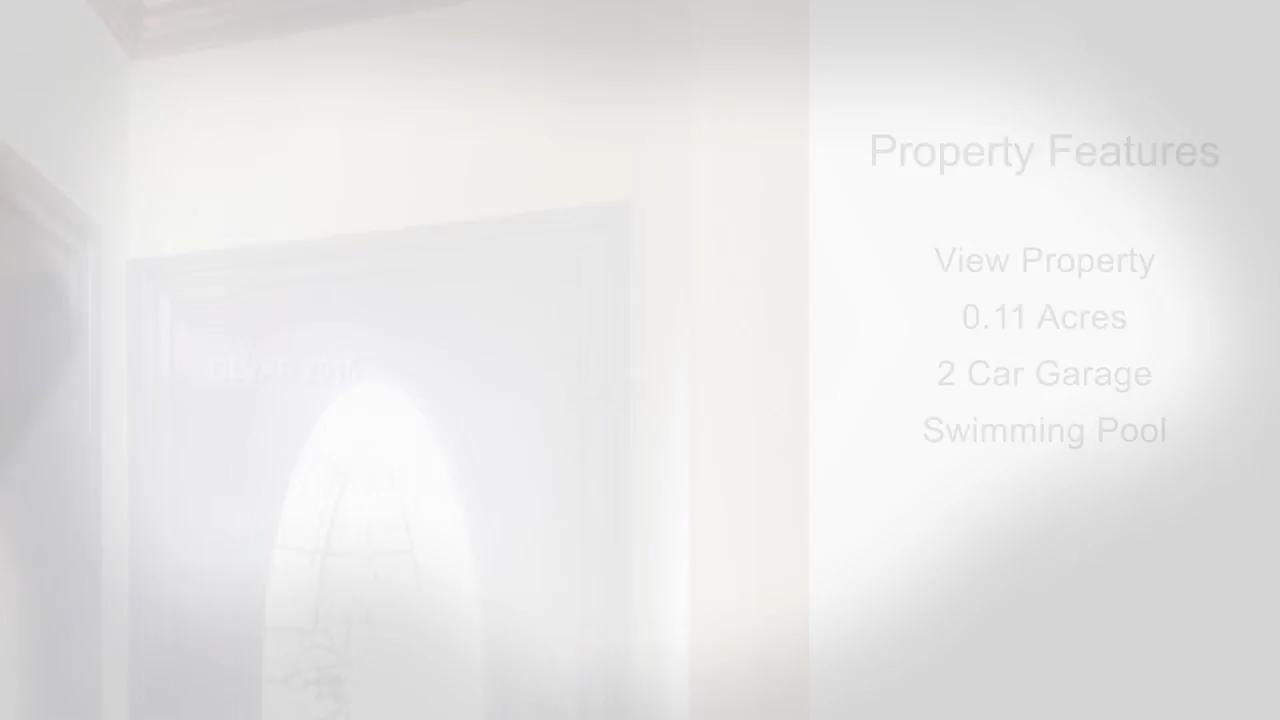 Property Features
View Property
0.11 Acres
2 Car Garage
Swimming Pool